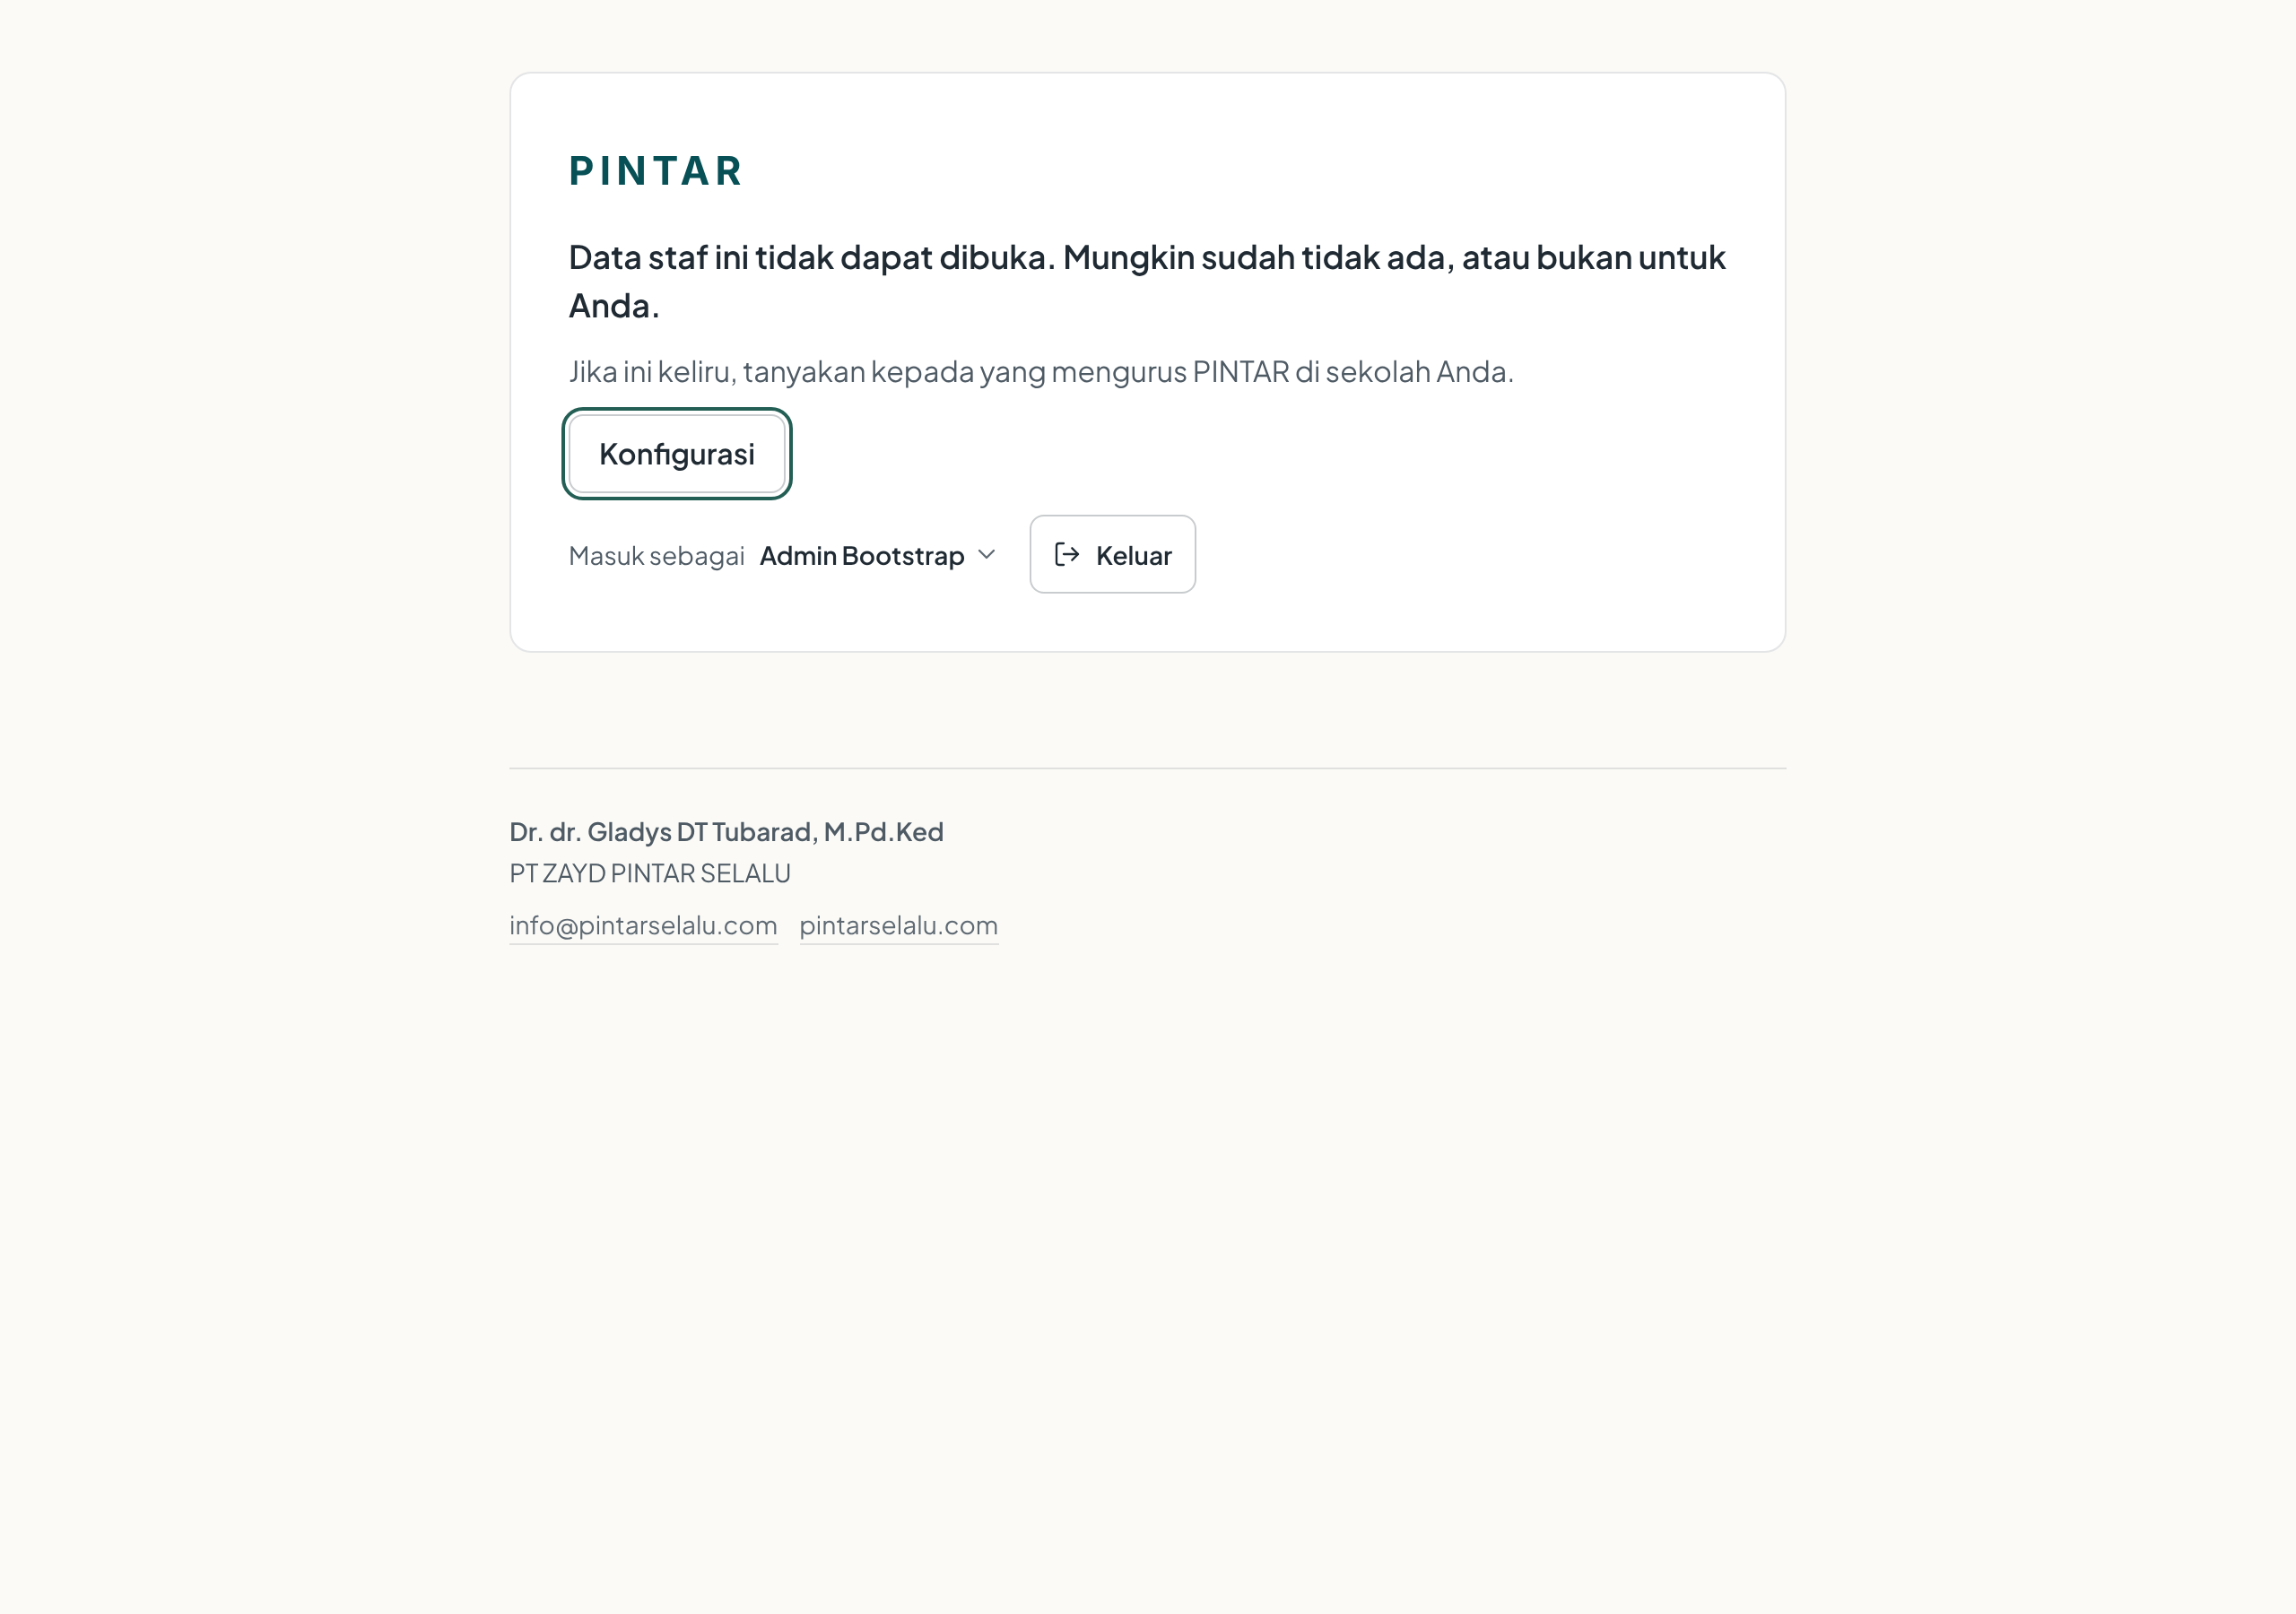 PINTAR
Data staf ini tidak dapat dibuka. Mungkin sudah tidak ada, atau bukan untuk
Anda.
Jika ini keliru, tanyakan kepada yang mengurus PINTAR di sekolah Anda.
Konfigurasi
Masuk sebagai Admin Bootstrap Keluar
Dr. dr. Gladys DT Tubarad, M.Pd.Ked
PT ZAYD PINTAR SELALU
info@pintarselalu.com pintarselalu.com